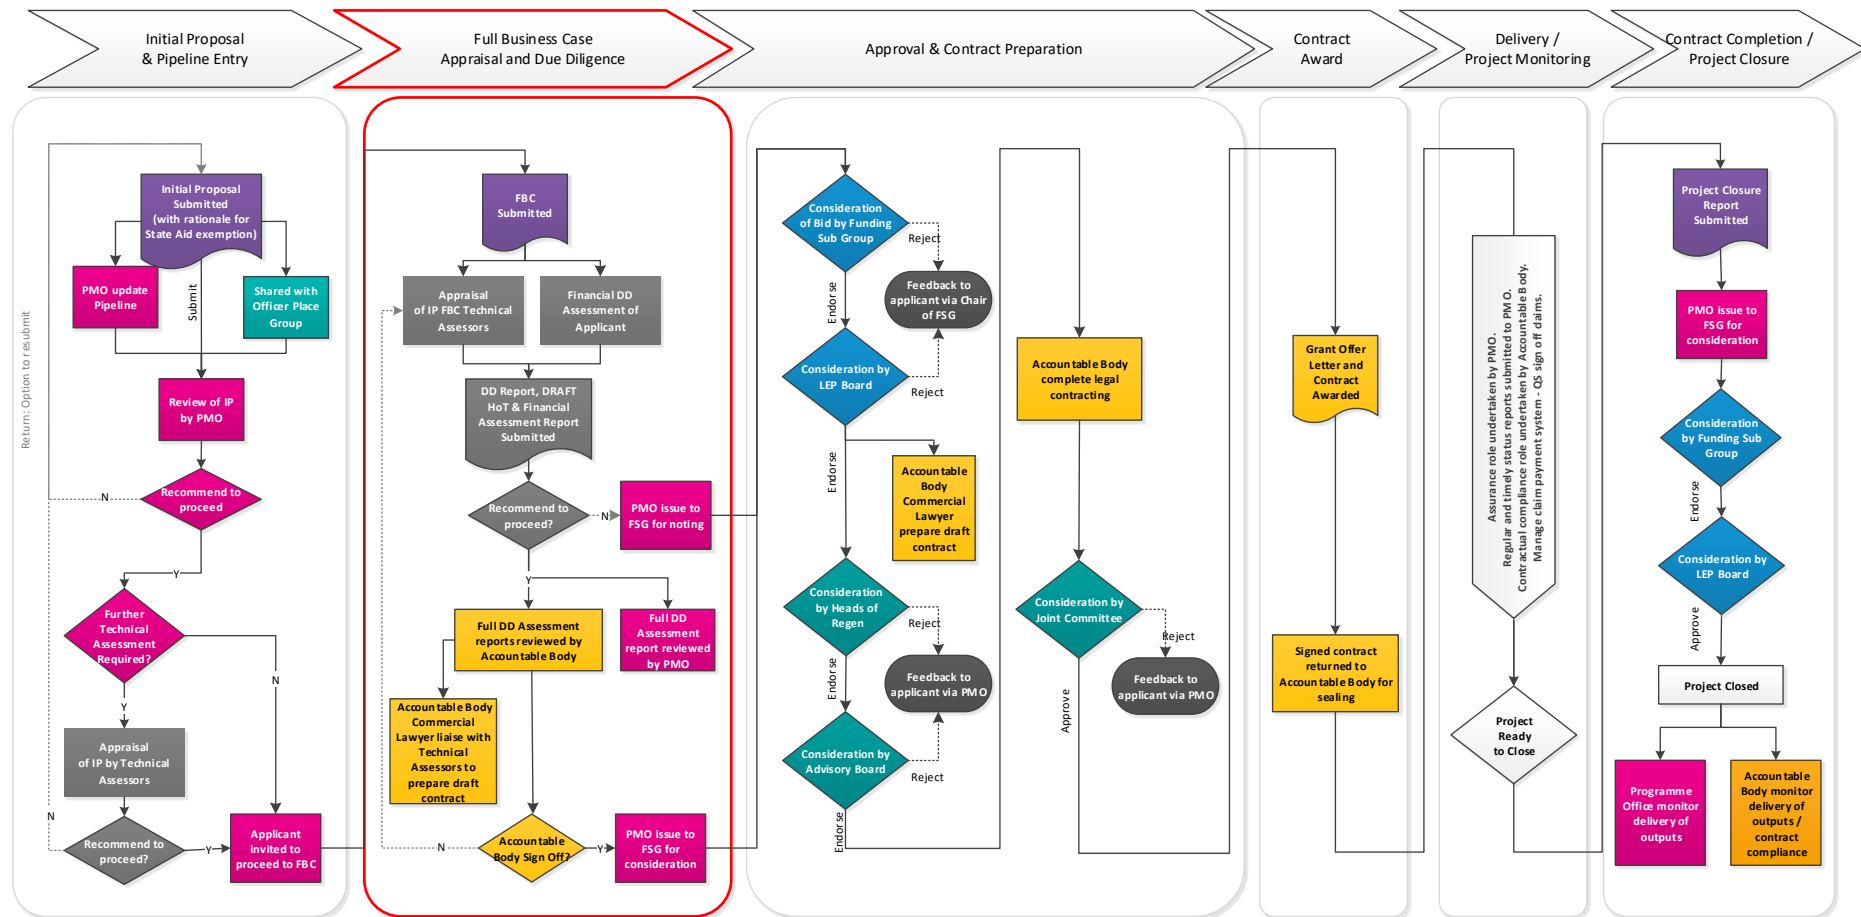 Initial Proposal
& Pipeline Entry
Full Business Case
Appraisal and Due Diligence
Approval & Contract Preparation
Contract
Award
Delivery /
Project Monitoring
Contract Completion /
Project Closure
Return: Option to resubmit
Initial Proposal
Submitted
(with rationale for
State Aid exemption)
PMO update
Pipeline
Submit
Shared with
Officer Place
Group
Review of IP
by PMO
Recommend to
proceed
N
Y
Further
Technical
Assessment
Required?
N
Y
Appraisal
of IP by Technical
Assessors
N
Recommend to
proceed?
Y
Applicant
invited to
proceed to FBC
FBC
Submitted
Appraisal
of IP FBC Technical
Assessors
Financial DD
Assessment of
Applicant
DD Report, DRAFT
HoT & Financial
Assessment Report
Submitted
Recommend to
proceed?
N
PMO issue to
FSG for noting
Y
Full DD Assessment
reports reviewed by
Accountable Body
Full DD
Assessment
report reviewed
by PMO
Accountable Body
Commercial
Lawyer liaise with
Technical
Assessors to
prepare draft
contract
N
Accountable
Body Sign Off?
Y
PMO issue to
FSG for
consideration
Consideration
of Bid by Funding
Sub Group
Reject
Endorse
Feedback to
applicant via Chair
of FSG
Consideration by
LEP Board
Reject
Endorse
Accountable
Body
Commercial
Lawyer
prepare draft
contract
Consideration
by Heads of
Regen
Reject
Endorse
Feedback to
applicant via PMO
Consideration by
Advisory Board
Reject
Endorse
Accountable Body
complete legal
contracting
Consideration by
Joint Committee
Reject
Feedback to
applicant via PMO
Approve
Grant Offer
Letter and
Contract
Awarded
Signed contract
returned to
Accountable Body for
sealing
Assurance role undertaken by PMO.
Regular and timely status reports submitted to PMO.
Contractual compliance role undertaken by Accountable Body.
Manage claim payment system - QS sign off claims.
Project
Ready
to Close
Project Closure
Report
Submitted
PMO issue to
FSG for
consideration
Consideration
by Funding Sub
Group
Endorse
Consideration by
LEP Board
Approve
Project Closed
Programme
Office monitor
delivery of
outputs
Accountable
Body monitor
delivery of
outputs /
contract
compliance